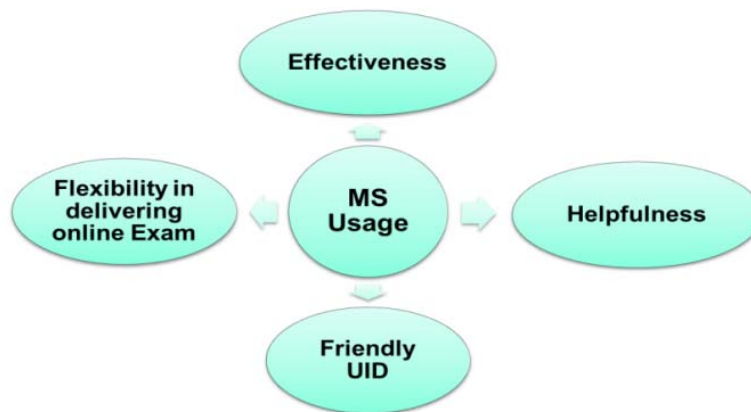 Effectiveness
Flexibility in
delivering
online Exam
MS
Usage
Helpfulness
Friendly
UID